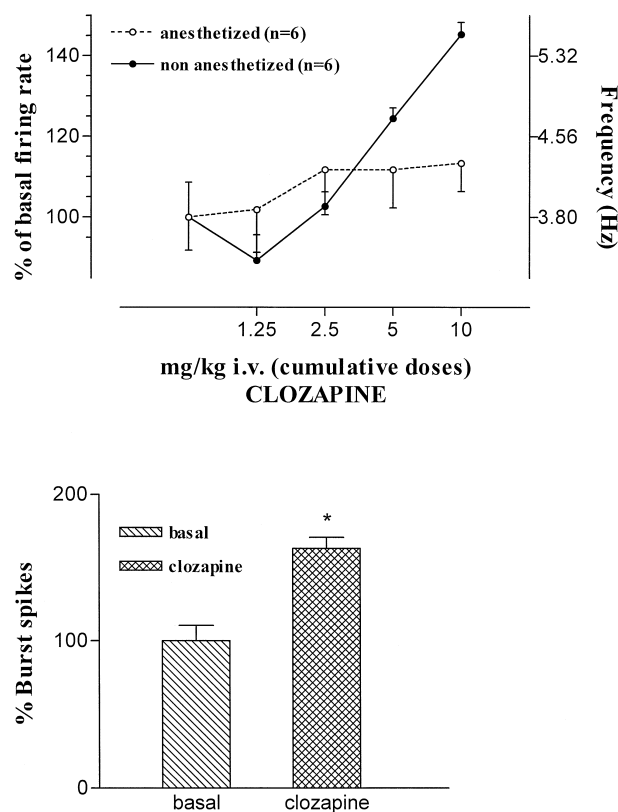 anesthetized (n=6)
non anesthetized (n=6)
% of basal firing rate
140
120
100
Frequency (Hz)
5.32
4.56
3.80
1.25 2.5 5 10
mg/kg i.v. (cumulative doses)
CLOZAPINE
% Burst spikes
200
100
0
basal
clozapine
*
basal clozapine